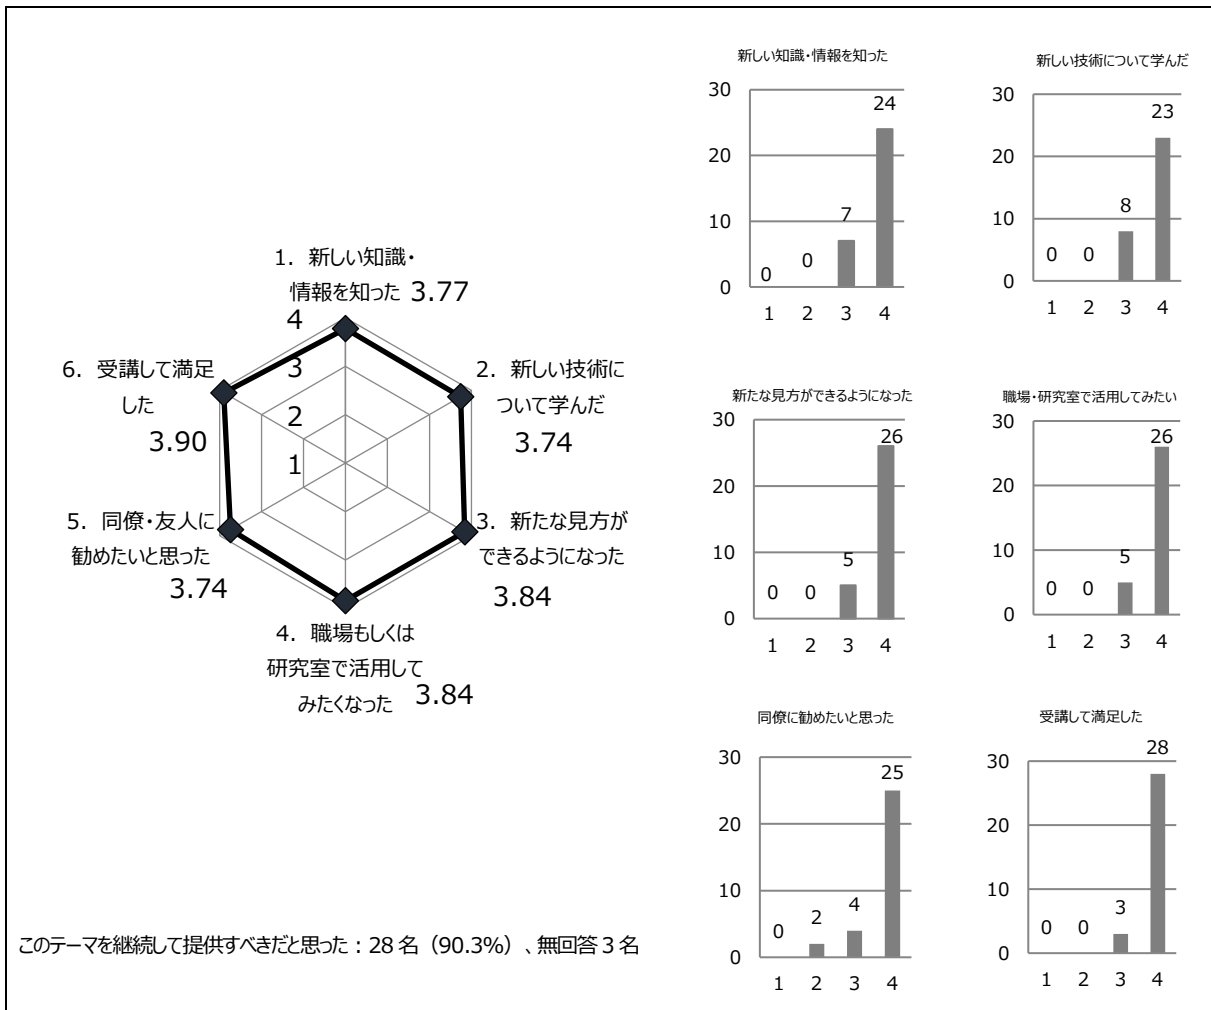 1. 新しい知識・
情報を知った 3.77
4
3
2
1
2. 新しい技術に
ついて学んだ
3.74
3. 新たな見方が
できるようになった
3.84
4. 職場もしくは
研究室で活用して
みたくなった 3.84
5. 同僚・友人に
勧めたいと思った
3.74
6. 受講して満足
した
3.90
このテーマを継続して提供すべきだと思った：28 名（90.3%）、無回答 3 名
新しい知識・情報を知った
30
20
10
0
0
0
7
24
1 2 3 4
新しい技術について学んだ
30
20
10
0
0
0
8
23
1 2 3 4
新たな見方ができるようになった
30
20
10
0
0
0
5
26
1 2 3 4
職場・研究室で活用してみたい
30
20
10
0
0
0
5
26
1 2 3 4
同僚に勧めたいと思った
30
20
10
0
0
2
4
25
1 2 3 4
受講して満足した
30
20
10
0
0
0
3
28
1 2 3 4